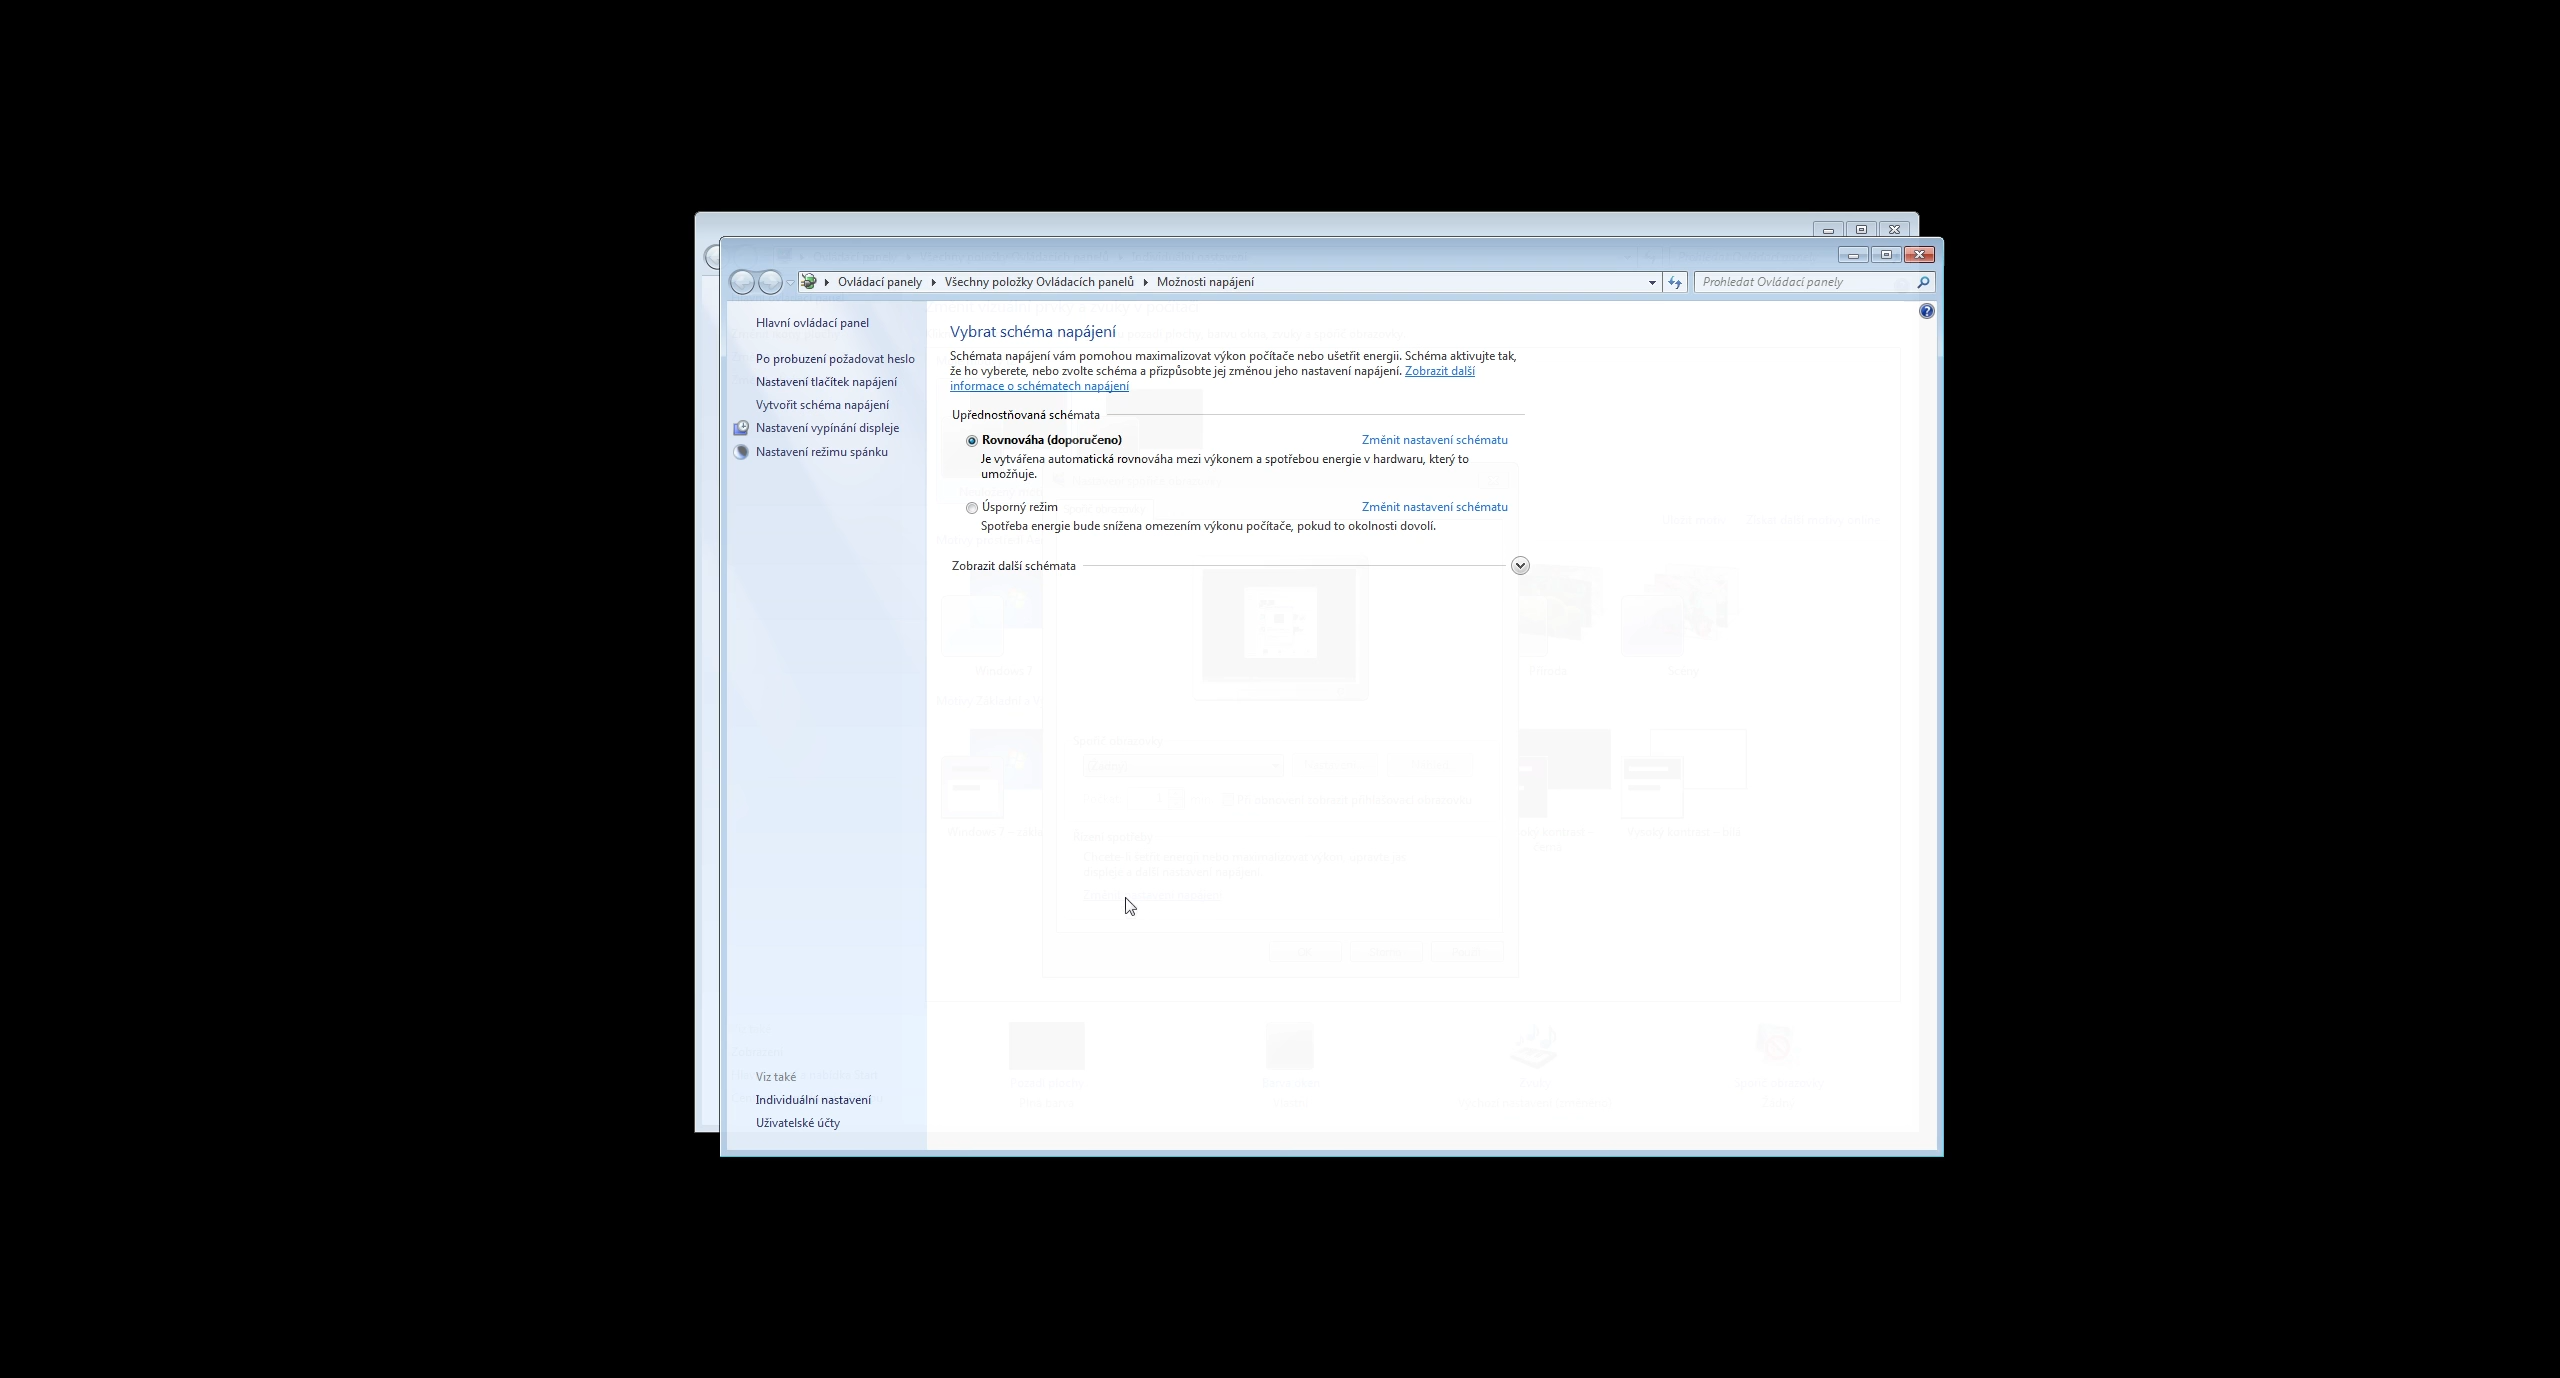 Ovládací panely
Všechny položky Ovládacích panelů
Možnosti napájení
Prohledat Ovládací panely
Hlavní ovládací panel
Po probuzení požadovat heslo
Nastavení tlačítek napájení
Vytvořit schéma napájení
Nastavení vypínání displeje
Nastavení režimu spánku
Viz také
Individuální nastavení
Uživatelské účty
Vybrat schéma napájení
Schémata napájení vám pomohou maximalizovat výkon počítače nebo ušetřit energii. Schéma aktivujte tak,
že ho vyberete, nebo zvolte schéma a přizpůsobte jej změnou jeho nastavení napájení. Zobrazit další
informace o schématech napájení
Upřednostňovaná schémata
Rovnováha (doporučeno) Změnit nastavení schématu
Je vytvářena automatická rovnováha mezi výkonem a spotřebou energie v hardwaru, který to
umožňuje.
Úsporný režim Změnit nastavení schématu
Spotřeba energie bude snížena omezením výkonu počítače, pokud to okolnosti dovolí.
Zobrazit další schémata
Windows 7
Příroda
Scény